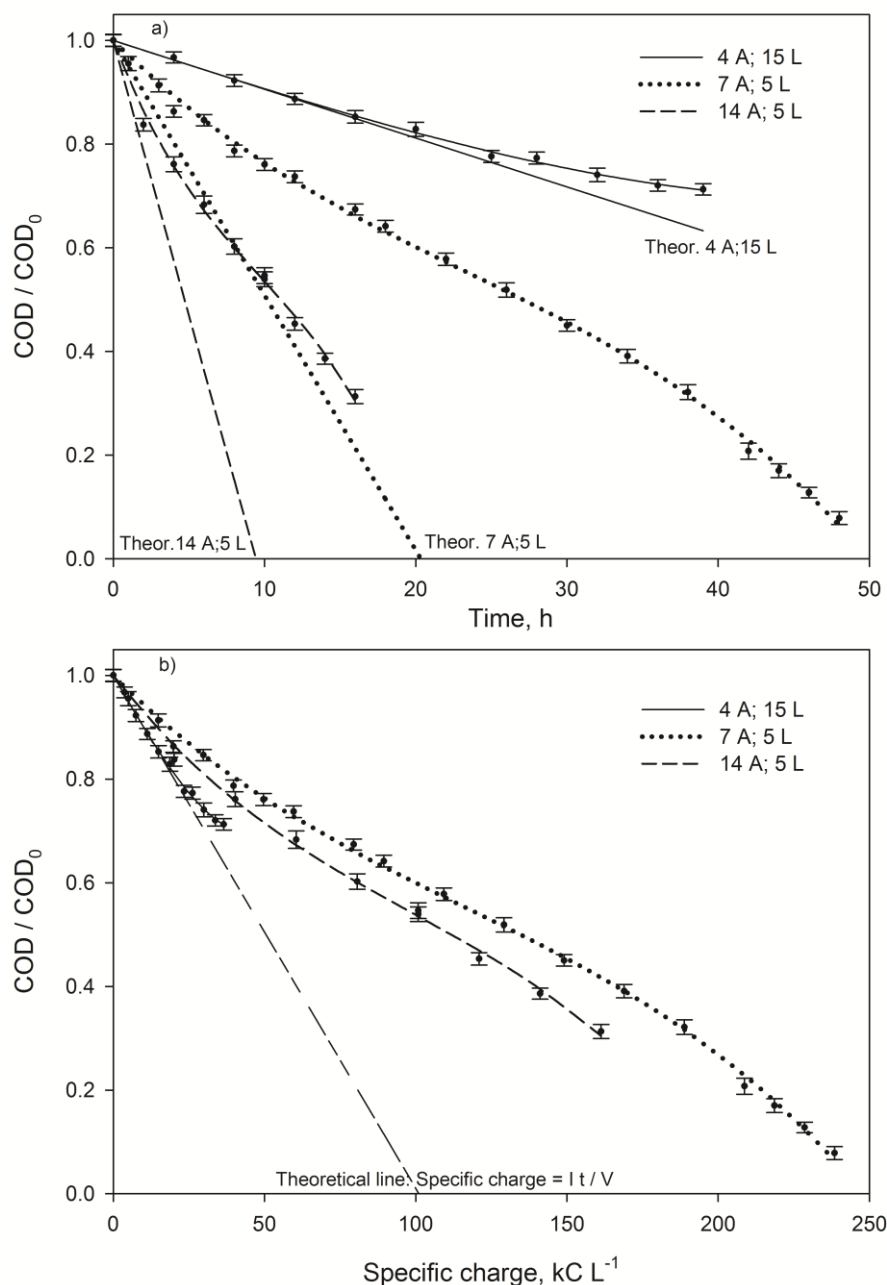 a)
1.0
0.8
0.6
0.4
0.2
0.0
COD / COD0
4 A; 15 L
7 A; 5 L
14 A; 5 L
Theor. 4 A;15 L
Theor.14 A;5 L
Theor. 7 A;5 L
0 10 20 30 40 50
Time, h
b)
1.0
0.8
0.6
0.4
0.2
0.0
COD / COD0
4 A; 15 L
7 A; 5 L
14 A; 5 L
Theoretical line. Specific charge = I t / V
0 50 100 150 200 250
Specific charge, kC L-1